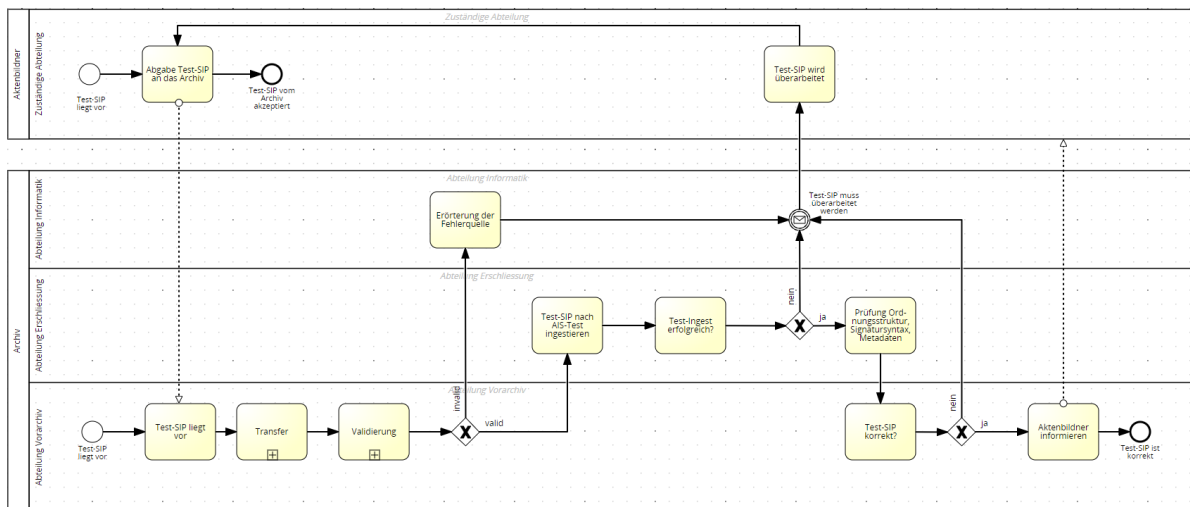 Zuständige Abteilung
Aktenbildner
Zuständige Abteilung
Test-SIP
liegt vor
Abgabe Test-SIP
an das Archiv
Test-SIP vom
Archiv
akzeptiert
Test-SIP wird
überarbeitet
Archiv
Abteilung Informatik
Abteilung Informatik
Erörterung der
Fehlerquelle
Test-SIP muss
überarbeitet
werden
Abteilung Erschliessung
Abteilung Erschliessung
Test-SIP nach
AIS-Test
ingestieren
Test-Ingest
erfolgreich?
nein
ja
Prüfung Ord-
nungsstruktur,
Signatursyntax,
Metadaten
Abteilung Vorarchiv
Abteilung Vorarchiv
Test-SIP
liegt vor
Test-SIP liegt
vor
Transfer
Validierung
invalid
valid
Test-SIP
korrekt?
nein
ja
Aktenbildner
informieren
Test-SIP ist
korrekt